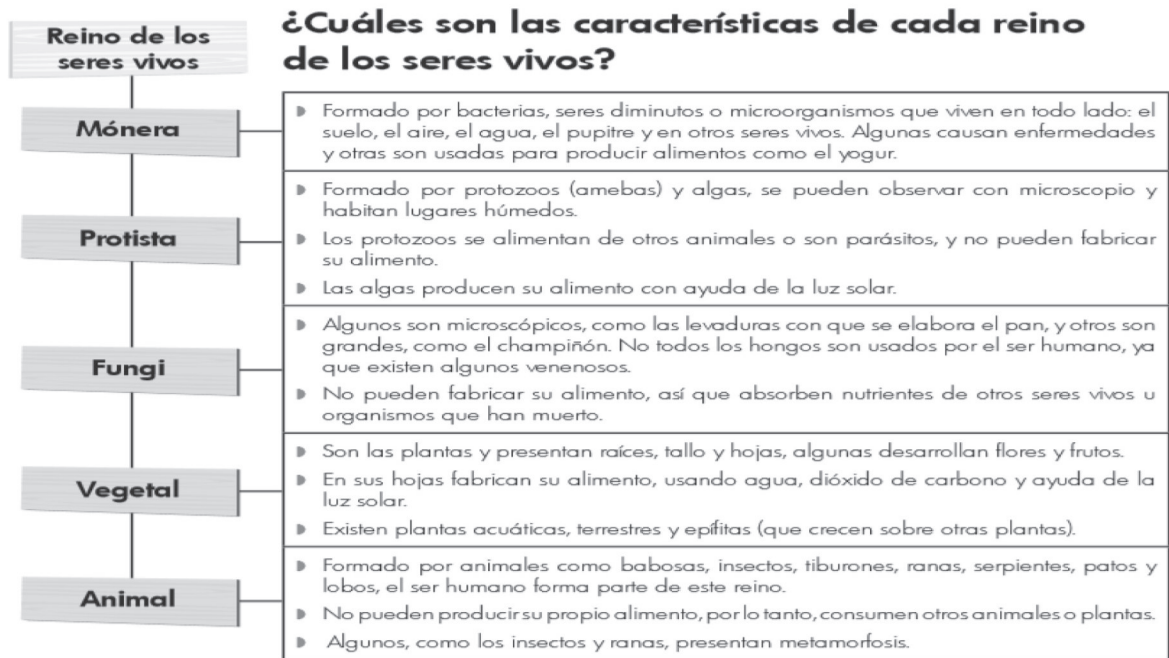 Reino de los
seres vivos
¿Cuáles son las características de cada reino
de los seres vivos?
Mónera
Formado por bacterias, seres diminutos o microorganismos que viven en todo lado: el
suelo, el aire, el agua, el pupitre y en otros seres vivos. Algunas causan enfermedades
y otras son usadas para producir alimentos como el yogur.
Protista
Formado por protozoos (amebas) y algas, se pueden observar con microscopio y
habitan lugares húmedos.
Los protozoos se alimentan de otros animales o son parásitos, y no pueden fabricar
su alimento.
Las algas producen su alimento con ayuda de la luz solar.
Fungi
Algunos son microscópicos, como las levaduras con que se elabora el pan, y otros son
grandes, como el champiñón. No todos los hongos son usados por el ser humano, ya
que existen algunos venenosos.
No pueden fabricar su alimento, así que absorben nutrientes de otros seres vivos u
organismos que han muerto.
Vegetal
Son las plantas y presentan raíces, tallo y hojas, algunas desarrollan flores y frutos.
En sus hojas fabrican su alimento, usando agua, dióxido de carbono y ayuda de la
luz solar.
Existen plantas acuáticas, terrestres y epífitas (que crecen sobre otras plantas).
Animal
Formado por animales como babosas, insectos, tiburones, ranas, serpientes, patos y
lobos, el ser humano forma parte de este reino.
No pueden producir su propio alimento, por lo tanto, consumen otros animales o plantas.
Algunos, como los insectos y ranas, presentan metamorfosis.